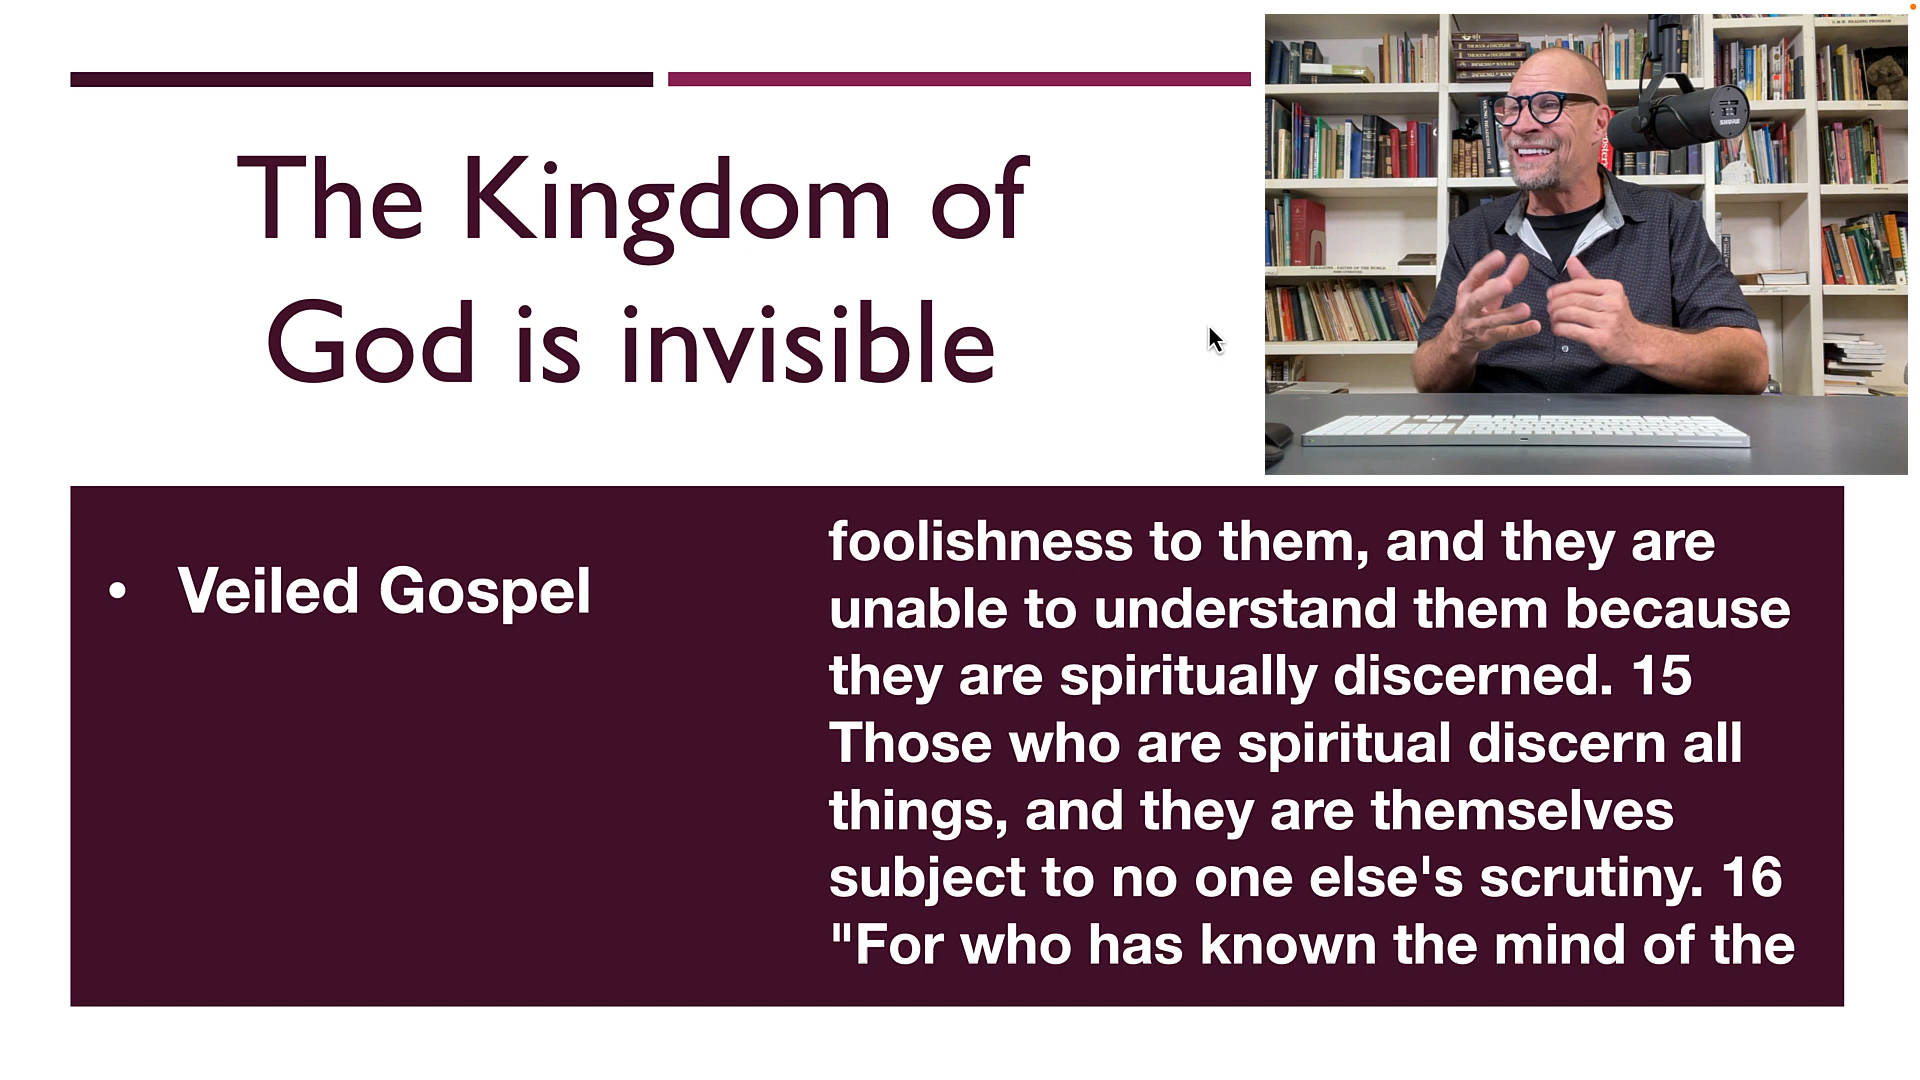 The Kingdom of
God is invisible
• Veiled Gospel
foolishness to them, and they are
unable to understand them because
they are spiritually discerned. 15
Those who are spiritual discern all
things, and they are themselves
subject to no one else's scrutiny. 16
"For who has known the mind of the
SHURE